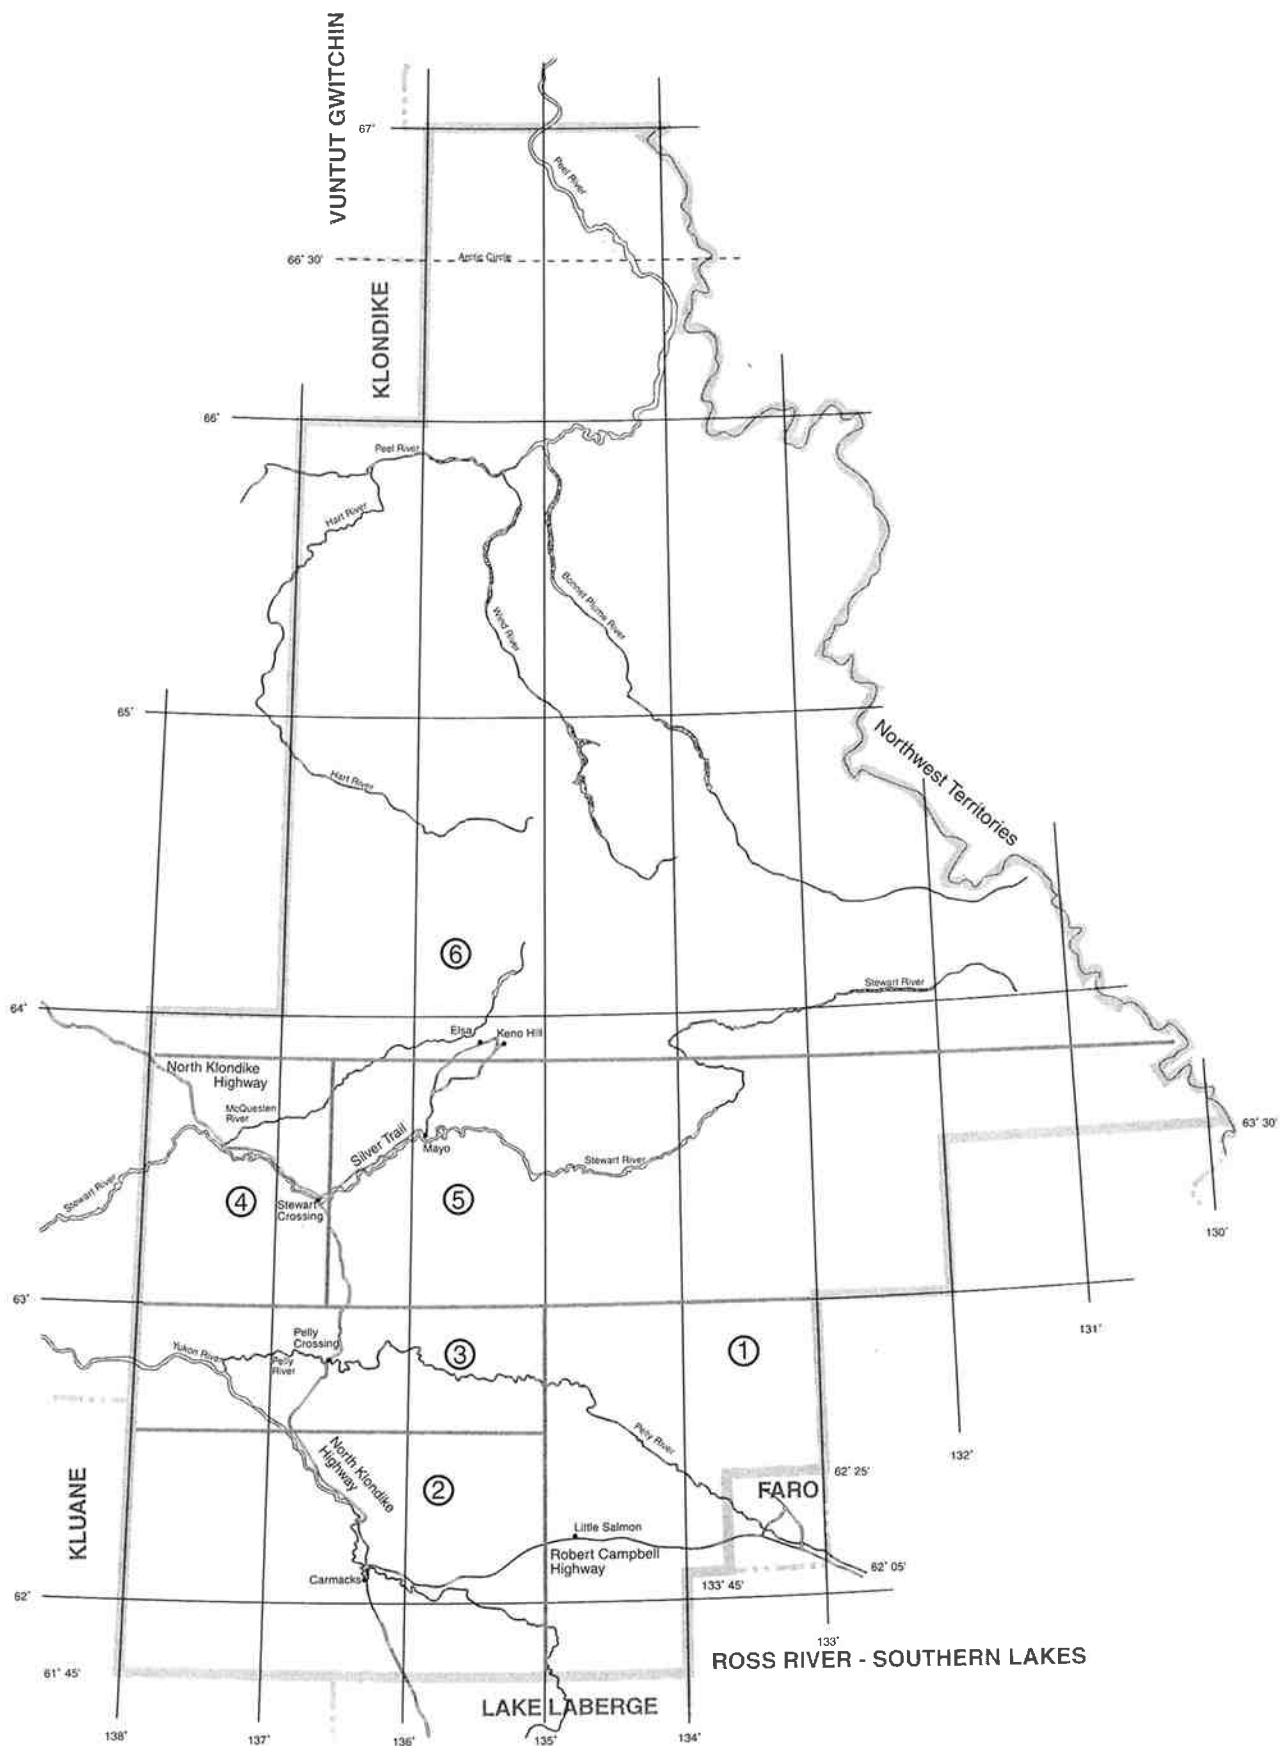 VUNTUT GWITCHIN
67°
Peel River
66° 30'
Arctic Circle
KLONDIKE
66°
Peel River
Hart River
Wind River
Bonnet Plume River
65°
Northwest Territories
Hart River
6
Stewart River
64°
Elsa
Keno Hill
North Klondike
Highway
McQuesten
River
Silver Trail
Mayo
63° 30'
Stewart River
Stewart River
4
5
Stewart
Crossing
130°
63°
131°
Pelly
Crossing
Yukon River
Pelly
River
3
1
Pelly River
132°
North Klondike
Highway
62° 25'
KLUANE
2
FARO
Little Salmon
Robert Campbell
Highway
62° 05'
Carmacks
133° 45'
62°
133°
ROSS RIVER - SOUTHERN LAKES
61° 45'
LAKE LABERGE
138°
137°
136°
135°
134°